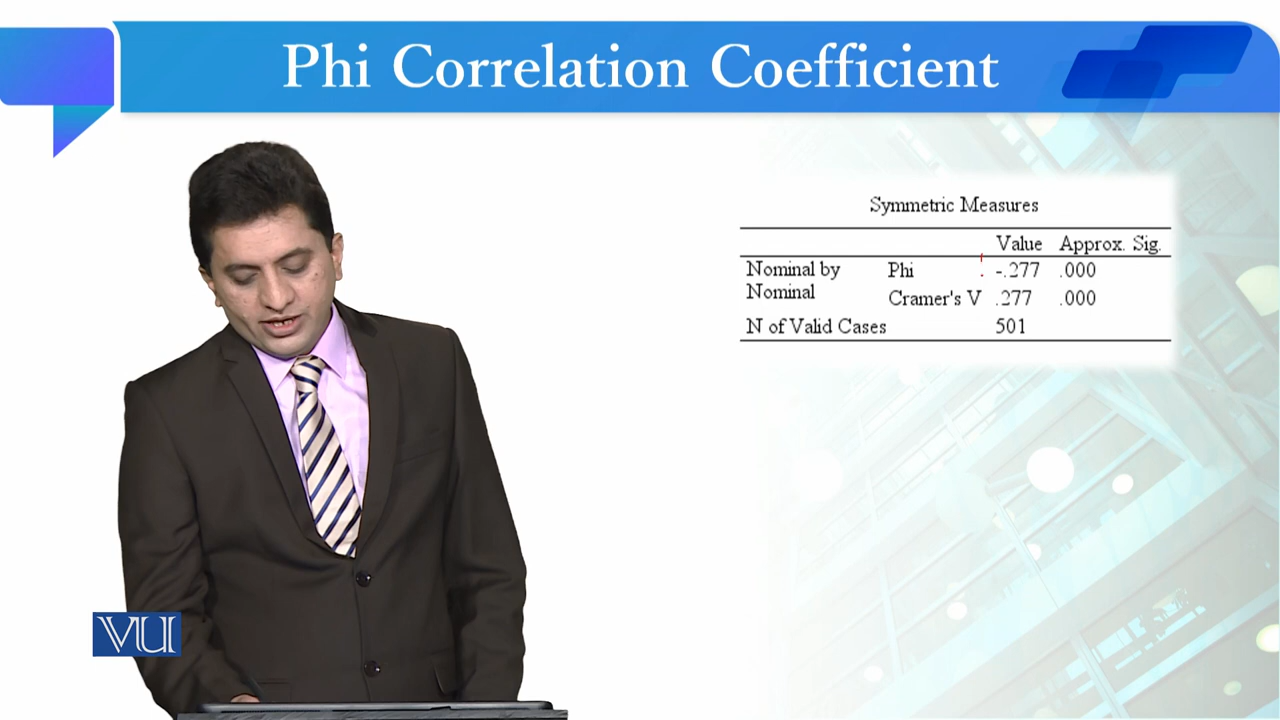 Phi Correlation Coefficient
Symmetric Measures
Value Approx. Sig.
Nominal by Phi -.277 .000
Nominal Cramer's V .277 .000
N of Valid Cases 501
VU